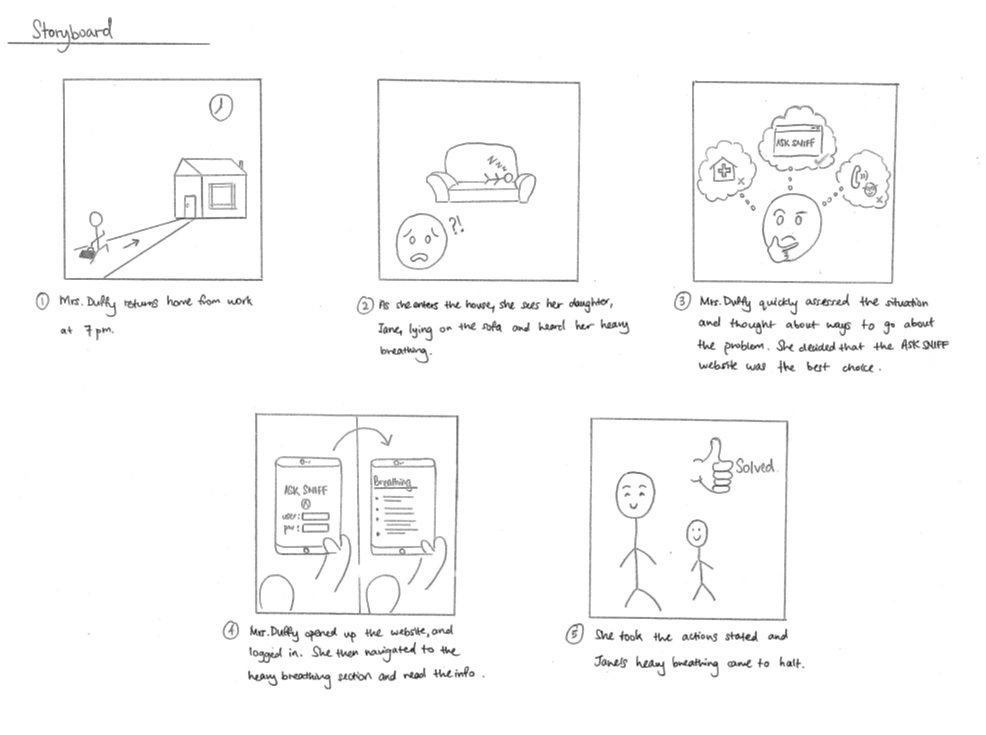 Storyboard
① Mrs. Duffy returns home from work
at 7 pm.
?!
② As she enters the house, she sees her daughter,
Jane, lying on the sofa and heard her heavy
breathing.
ASK SNIFF
③ Mrs. Duffy quickly assessed the situation
and thought about ways to go about
the problem. She decided that the ASK SNIFF
website was the best choice.
ASK SNIFF
user:
pw:
Breathing
④ Mrs. Duffy opened up the website, and
logged in. She then navigated to the
heavy breathing section and read the info.
Solved.
⑤ She took the actions stated and
Jane's heavy breathing came to halt.